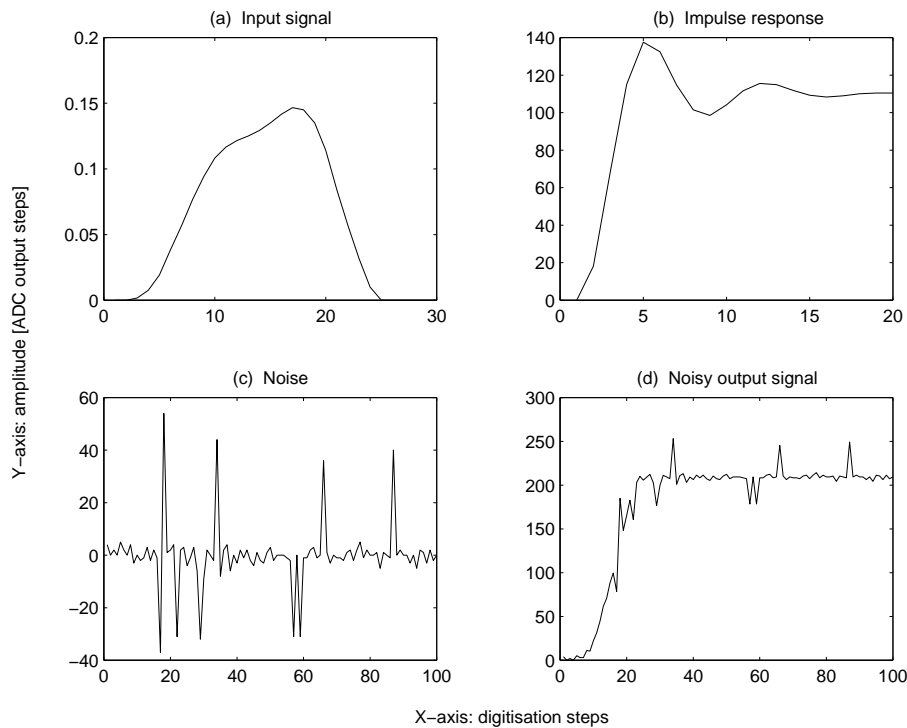 (a) Input signal
0.2
0.15
0.1
0.05
0
0 10 20 30
(b) Impulse response
140
120
100
80
60
40
20
0
0 5 10 15 20
Y−axis: amplitude [ADC output steps]
(c) Noise
60
40
20
0
−20
−40
0 20 40 60 80 100
(d) Noisy output signal
300
250
200
150
100
50
0
0 20 40 60 80 100
X−axis: digitisation steps